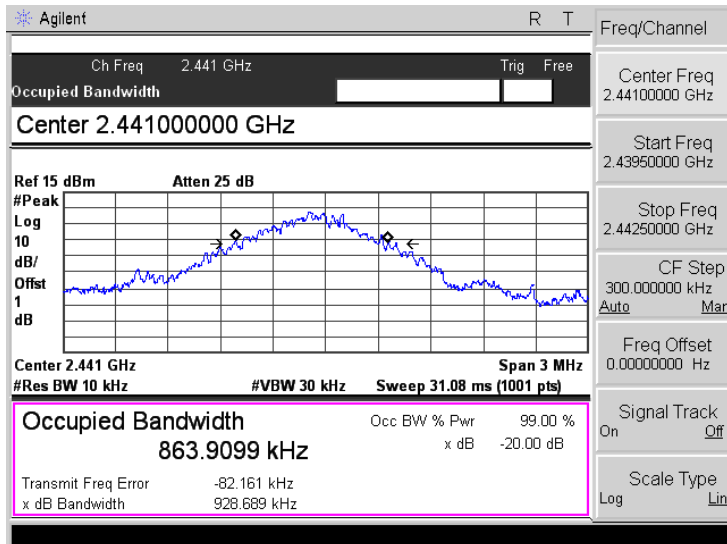 Agilent R T
Freq/Channel
Ch Freq 2.441 GHz Trig Free
Occupied Bandwidth
Center Freq
2.44100000 GHz
Center 2.441000000 GHz
Start Freq
2.43950000 GHz
Ref 15 dBm Atten 25 dB
#Peak
Log
10
dB/
Offst
1
dB
Stop Freq
2.44250000 GHz
CF Step
300.000000 kHz
Auto Man
Freq Offset
0.00000000 Hz
Center 2.441 GHz Span 3 MHz
#Res BW 10 kHz #VBW 30 kHz Sweep 31.08 ms (1001 pts)
Occupied Bandwidth
863.9099 kHz
Occ BW % Pwr 99.00 %
x dB -20.00 dB
Transmit Freq Error -82.161 kHz
x dB Bandwidth 928.689 kHz
Signal Track
On Off
Scale Type
Log Lin